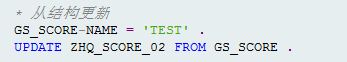 * 从结构更新
GS_SCORE-NAME = 'TEST' .
UPDATE ZHQ_SCORE_02 FROM GS_SCORE .